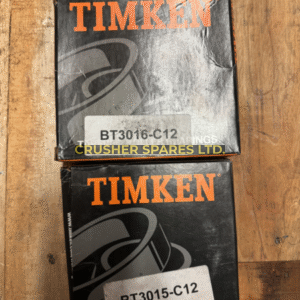 TIMKEN
BT3016-C12
CRUSHER SPARES LTD.
TIMKEN
BT3015-C12